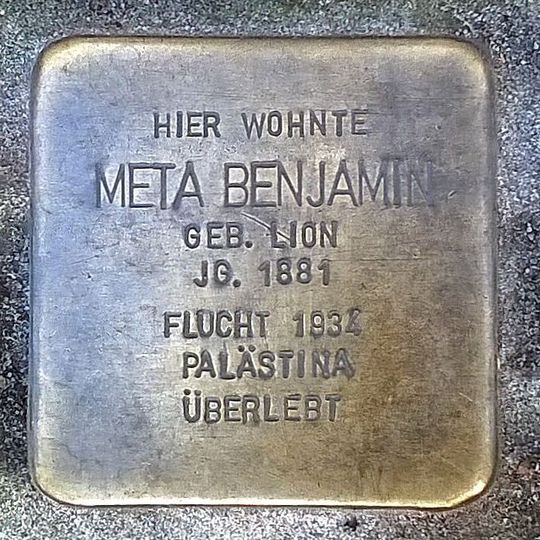 HIER WOHNTE
META BENJAMIN
GEB. LION
JG. 1881
FLUCHT 1934
PALÄSTINA
ÜBERLEBT